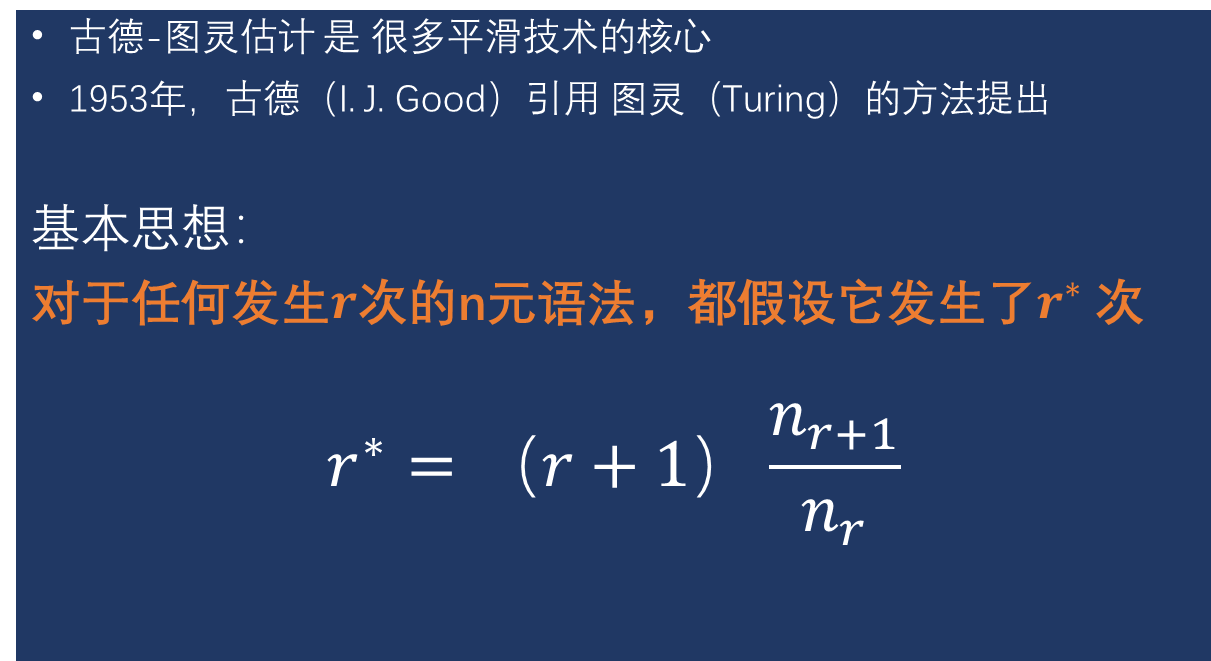 • 古德-图灵估计 是 很多平滑技术的核心
• 1953年，古德（I. J. Good）引用 图灵（Turing）的方法提出
基本思想：
对于任何发生r次的n元语法，都假设它发生了r* 次
r* = （r + 1） n_{r+1} / n_r